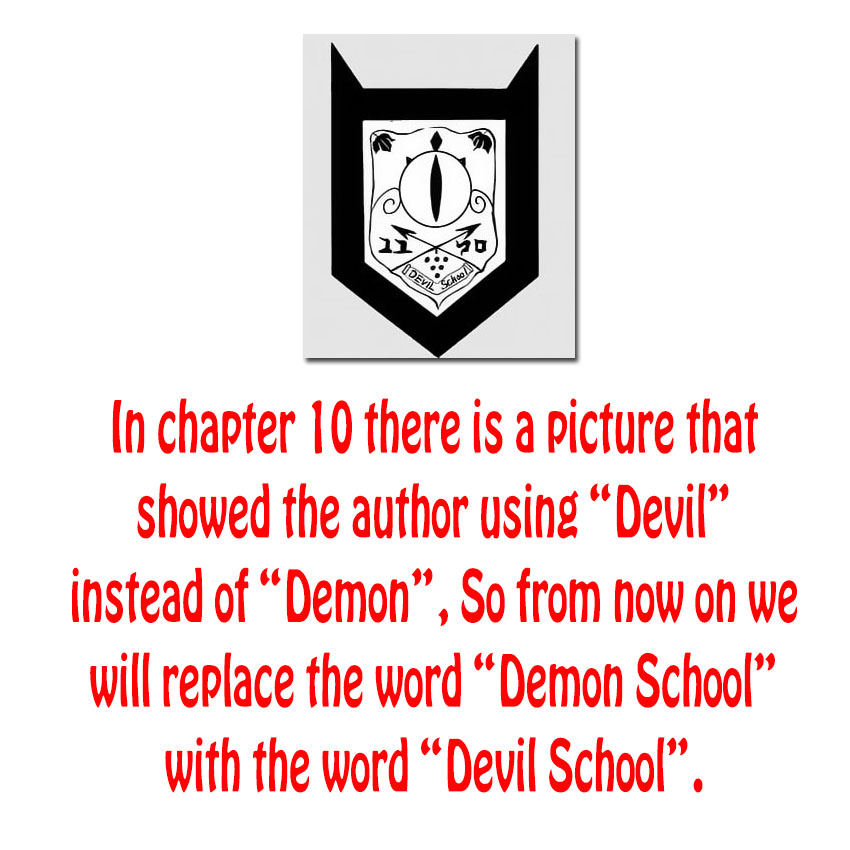 11 50
DEVIL School
In chapter 10 there is a picture that
showed the author using “Devil”
instead of “Demon”, So from now on we
will replace the word “Demon School”
with the word “Devil School”.